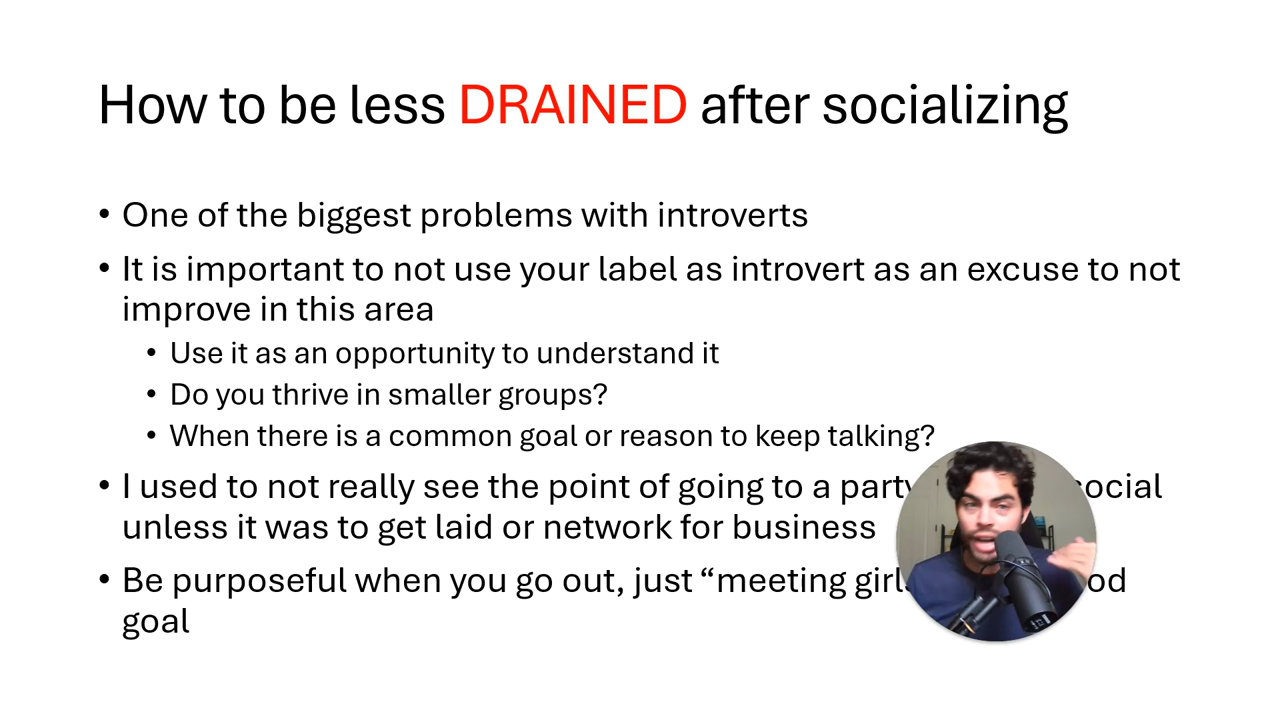 How to be less DRAINED after socializing
• One of the biggest problems with introverts
• It is important to not use your label as introvert as an excuse to not
improve in this area
• Use it as an opportunity to understand it
• Do you thrive in smaller groups?
• When there is a common goal or reason to keep talking?
• I used to not really see the point of going to a party social
unless it was to get laid or network for business
• Be purposeful when you go out, just “meeting
goal